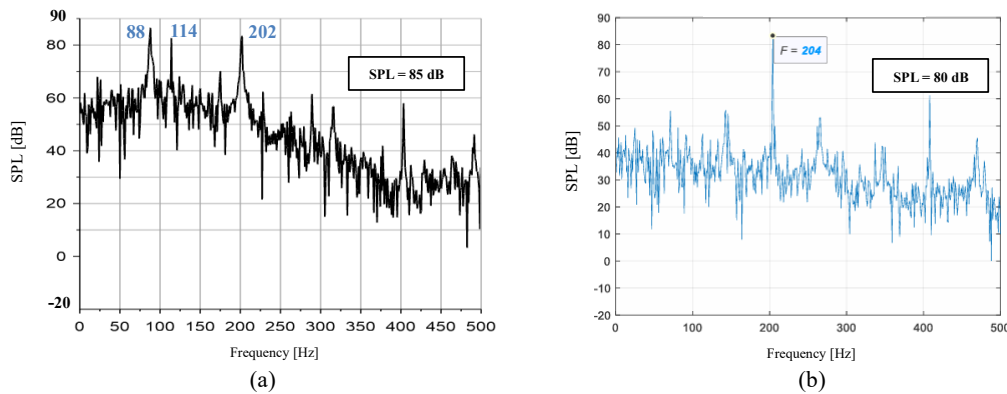 90
80
60
40
20
0
-20
SPL [dB]
88
114
202
SPL = 85 dB
0 50 100 150 200 250 300 350 400 450 500
Frequency [Hz]
(a)
90
80
70
60
50
40
30
20
10
0
-10
-20
SPL [dB]
F = 204
SPL = 80 dB
0 100 200 300 400 500
Frequency [Hz]
(b)